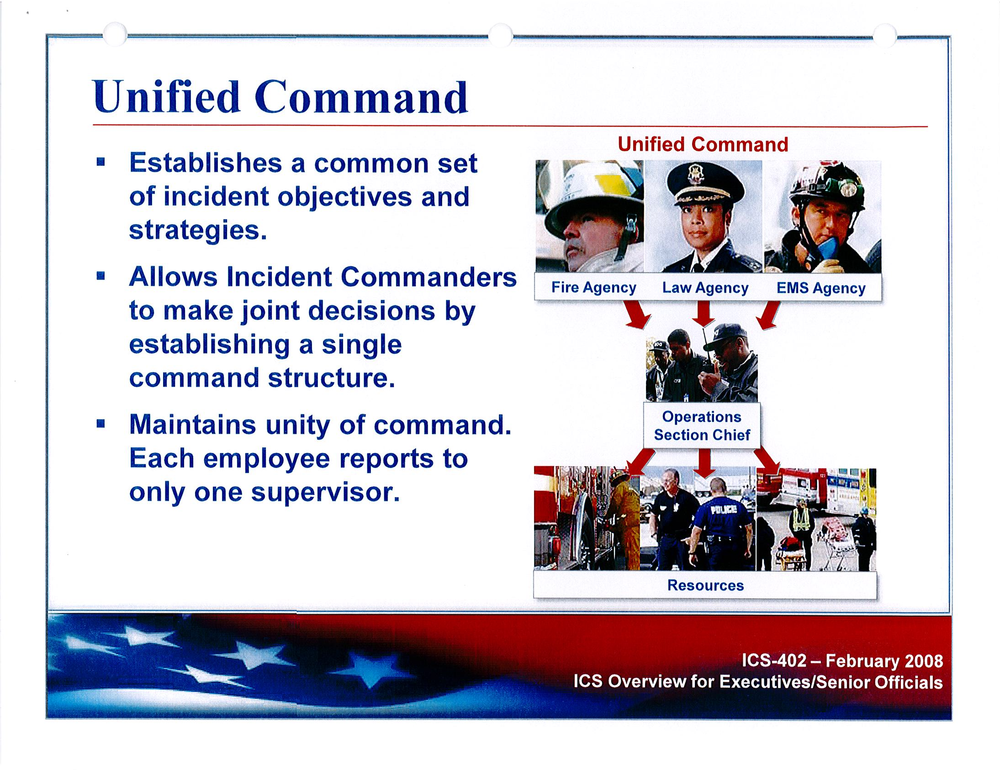 Unified Command
▪ Establishes a common set
of incident objectives and
strategies.
▪ Allows Incident Commanders
to make joint decisions by
establishing a single
command structure.
▪ Maintains unity of command.
Each employee reports to
only one supervisor.
Unified Command
Fire Agency Law Agency EMS Agency
Operations
Section Chief
POLICE
Resources
ICS-402 – February 2008
ICS Overview for Executives/Senior Officials